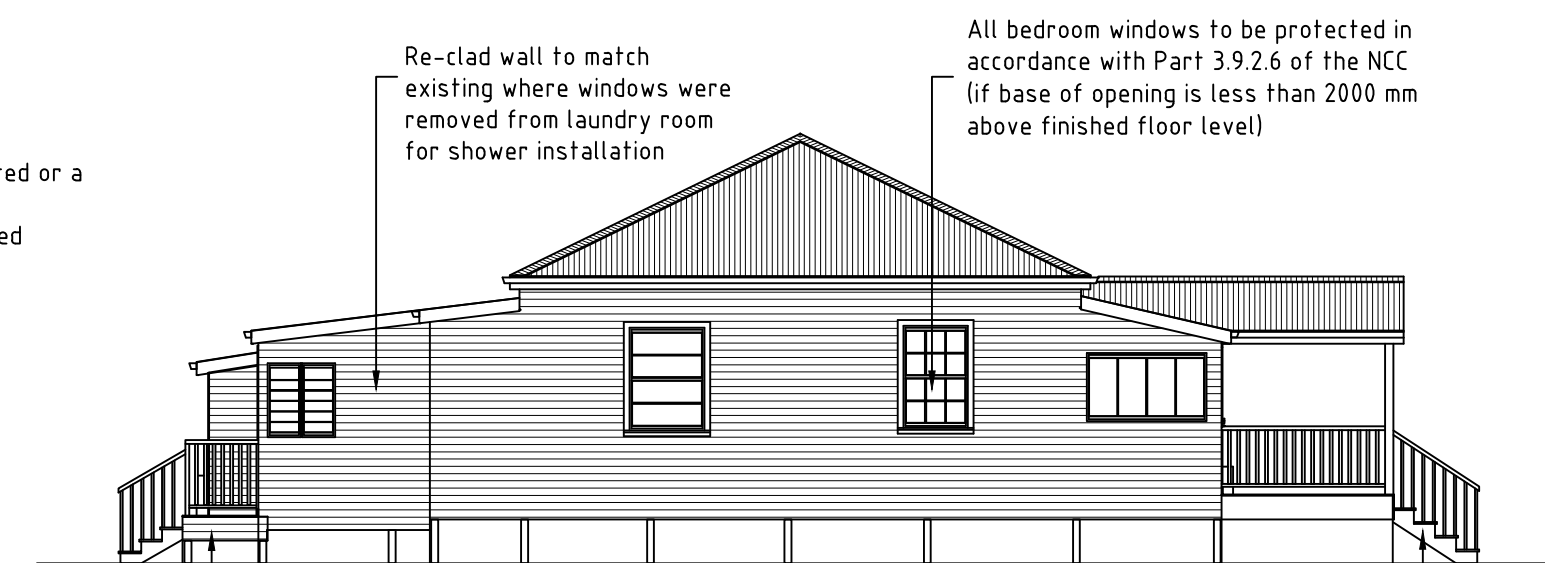 Re-clad wall to match
existing where windows were
removed from laundry room
for shower installation
All bedroom windows to be protected in
accordance with Part 3.9.2.6 of the NCC
(if base of opening is less than 2000 mm
above finished floor level)
or a